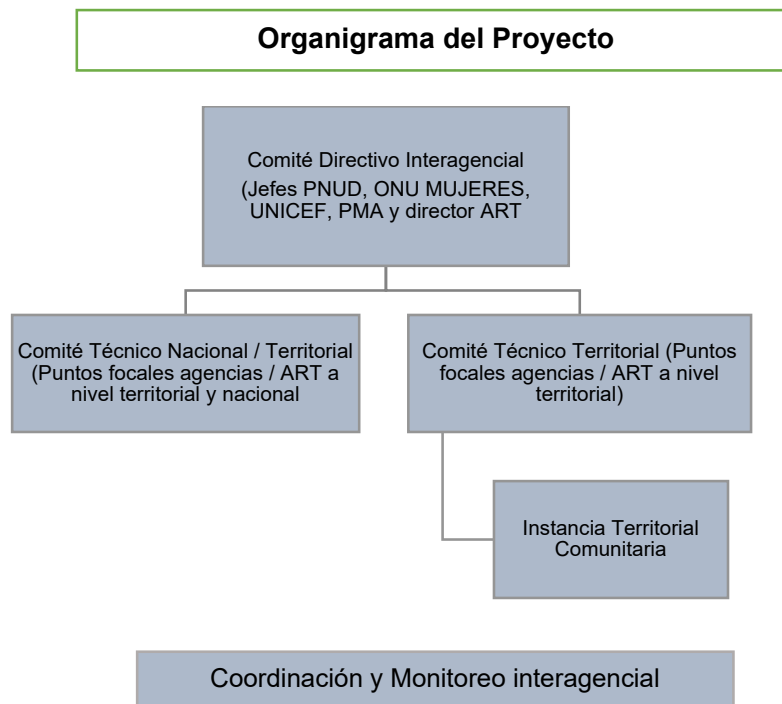 Organigrama del Proyecto
Comité Directivo Interagencial
(Jefes PNUD, ONU MUJERES,
UNICEF, PMA y director ART
Comité Técnico Nacional / Territorial
(Puntos focales agencias / ART a
nivel territorial y nacional
Comité Técnico Territorial (Puntos
focales agencias / ART a nivel
territorial)
Instancia Territorial
Comunitaria
Coordinación y Monitoreo interagencial